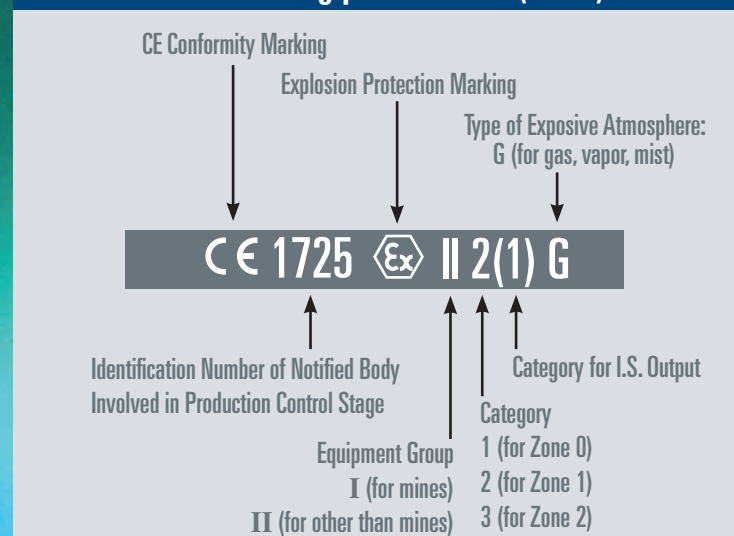 CE Conformity Marking
Explosion Protection Marking
Type of Exposive Atmosphere:
G (for gas, vapor, mist)
CE 1725 Ex II 2(1) G
Identification Number of Notified Body
Involved in Production Control Stage
Category for I.S. Output
Category
1 (for Zone 0)
2 (for Zone 1)
3 (for Zone 2)
Equipment Group
I (for mines)
II (for other than mines)